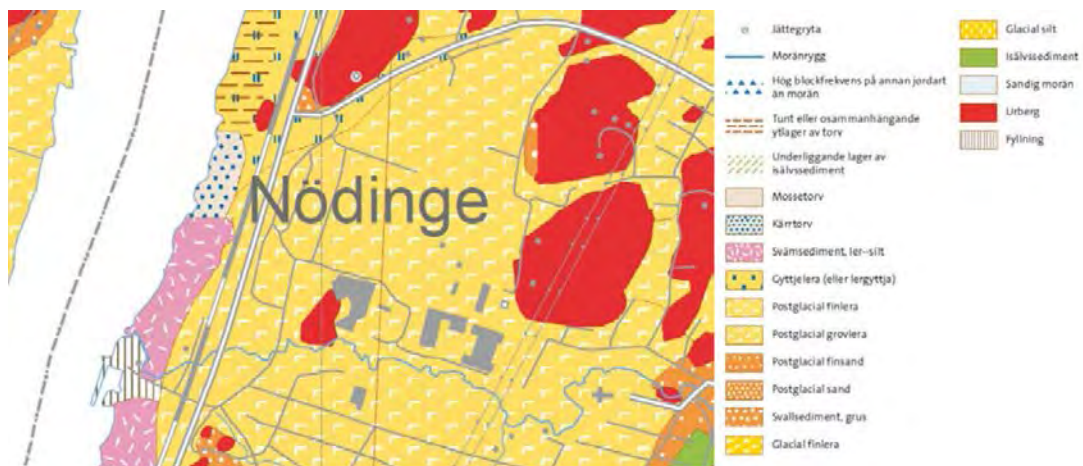 Nödinge
Jättegryta
Moränrygg
Hög blockfrekvens på annan jordart
än morän
Tunt eller osammanhängande
ytlager av torv
Underliggande lager av
isälvssediment
Mossetorv
Kärrtorv
Svämsediment, ler--silt
Gyttjelera (eller lergyttja)
Postglacial finlera
Postglacial grovlera
Postglacial finsand
Postglacial sand
Svallsediment, grus
Glacial finlera
Glacial silt
Isälvssediment
Sandig morän
Urberg
Fyllning